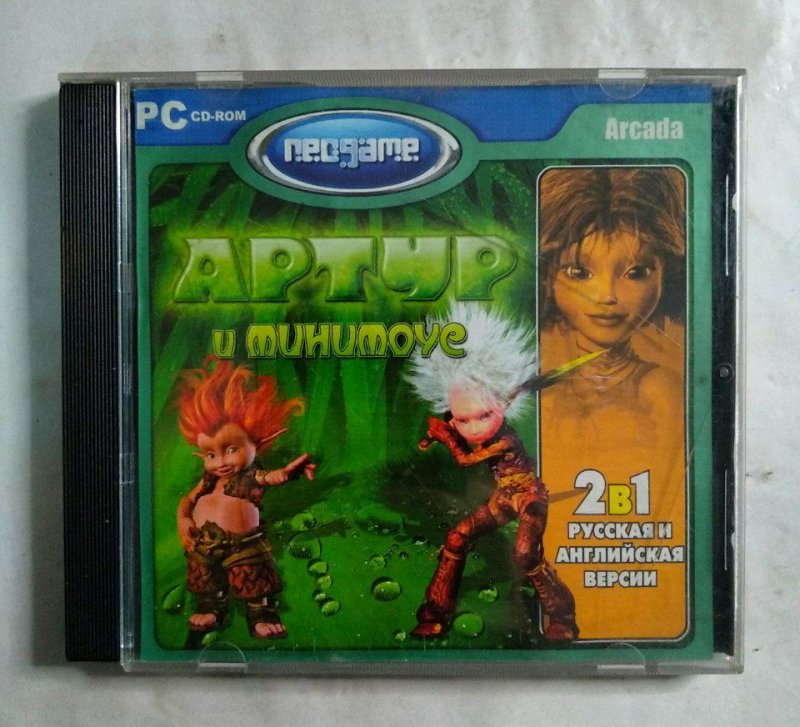 PC CD-ROM
neogame
Arcada
АРТУР
и минимоус
2в1
РУССКАЯ И
АНГЛИЙСКАЯ
ВЕРСИИ